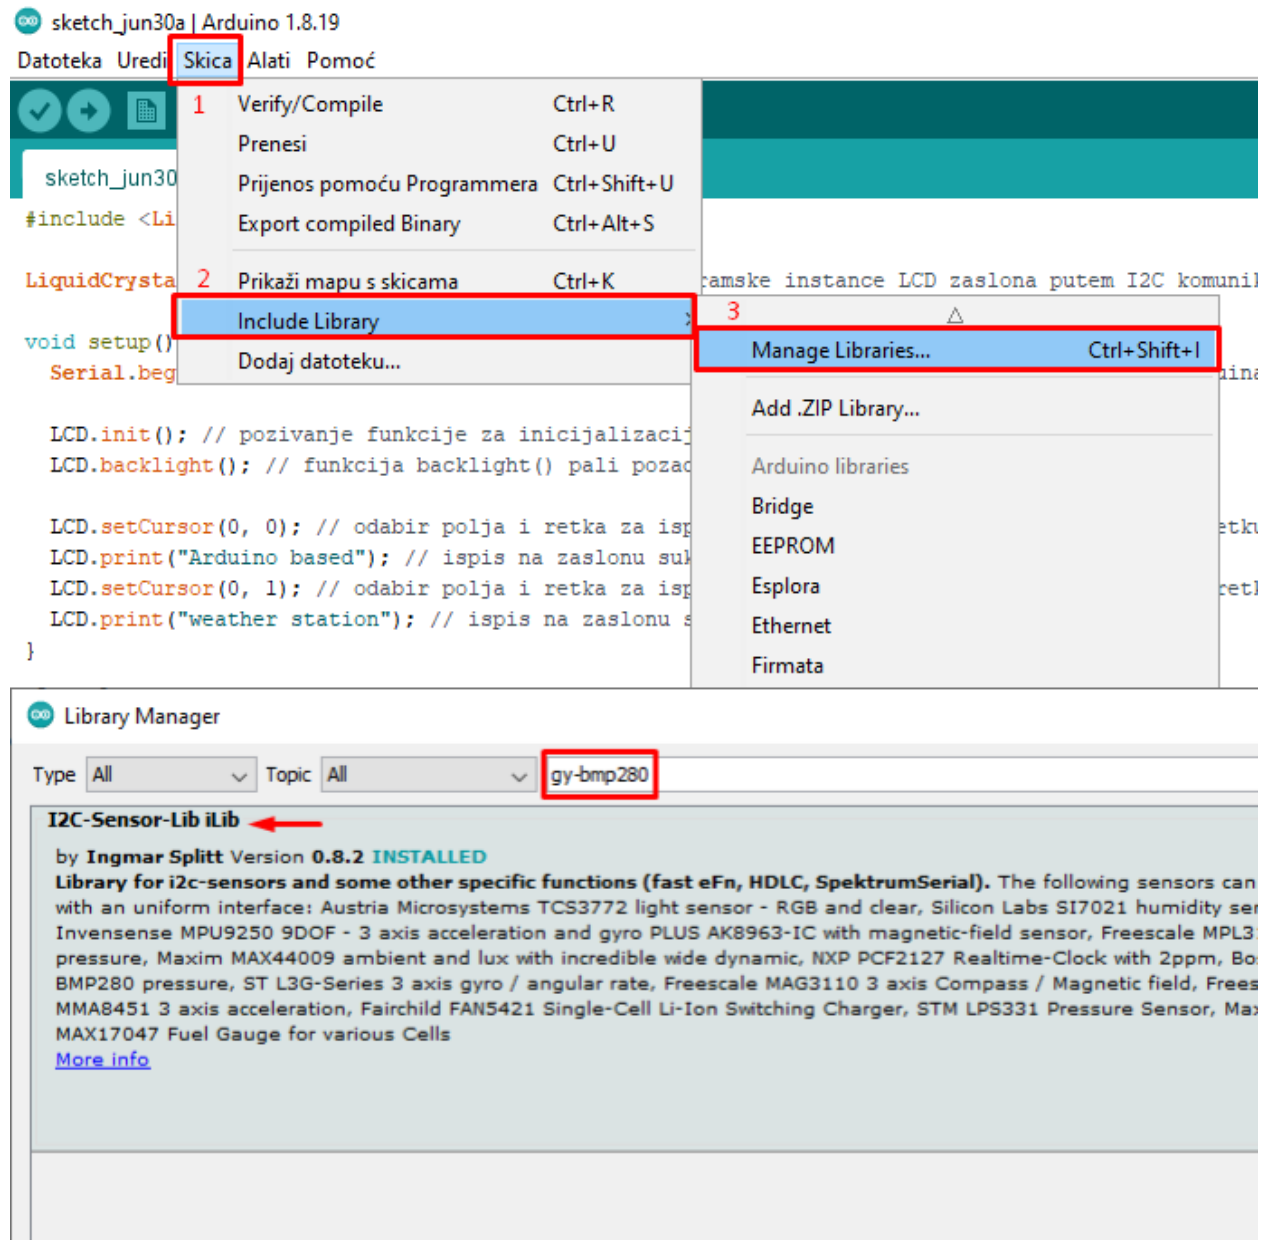 sketch_jun30a | Arduino 1.8.19
Datoteka Uredi Skica Alati Pomoć
1 Verify/Compile Ctrl+R
Prenesi Ctrl+U
sketch_jun30 Prijenos pomoću Programmera Ctrl+Shift+U
#include <Li Export compiled Binary Ctrl+Alt+S
LiquidCrysta 2 Prikaži mapu s skicama Ctrl+K ramske instance LCD zaslona putem I2C komuni
Include Library 3
void setup() Manage Libraries... Ctrl+Shift+I
Serial.beg Dodaj datoteku... uina
Add .ZIP Library...
LCD.init(); // pozivanje funkcije za inicijalizacij
LCD.backlight(); // funkcija backlight() pali pozad Arduino libraries
Bridge
LCD.setCursor(0, 0); // odabir polja i retka za isp etku
LCD.print("Arduino based"); // ispis na zaslonu suk EEPROM
LCD.setCursor(0, 1); // odabir polja i retka za isp Esplora ret
LCD.print("weather station"); // ispis na zaslonu s Ethernet
}
Firmata
Library Manager
Type All Topic All gy-bmp280
I2C-Sensor-Lib iLib
by Ingmar Splitt Version 0.8.2 INSTALLED
Library for i2c-sensors and some other specific functions (fast eFn, HDLC, SpektrumSerial). The following sensors can
with an uniform interface: Austria Microsystems TCS3772 light sensor - RGB and clear, Silicon Labs SI7021 humidity ser
Invensense MPU9250 9DOF - 3 axis acceleration and gyro PLUS AK8963-IC with magnetic-field sensor, Freescale MPL3
pressure, Maxim MAX44009 ambient and lux with incredible wide dynamic, NXP PCF2127 Realtime-Clock with 2ppm, Bo
BMP280 pressure, ST L3G-Series 3 axis gyro / angular rate, Freescale MAG3110 3 axis Compass / Magnetic field, Frees
MMA8451 3 axis acceleration, Fairchild FAN5421 Single-Cell Li-Ion Switching Charger, STM LPS331 Pressure Sensor, Max
MAX17047 Fuel Gauge for various Cells
More info